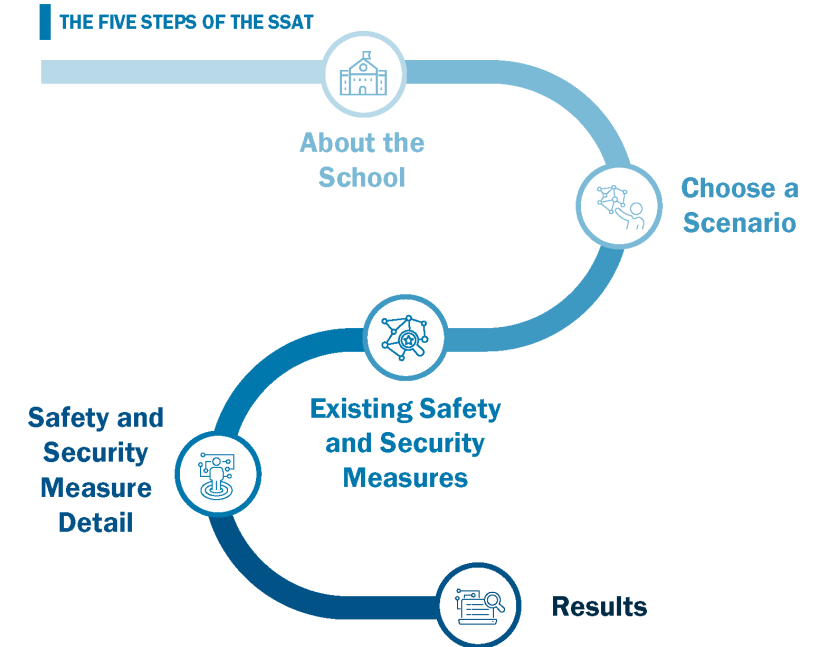 THE FIVE STEPS OF THE SSAT
About the
School
Choose a
Scenario
Existing Safety
and Security
Measures
Safety and
Security
Measure
Detail
Results